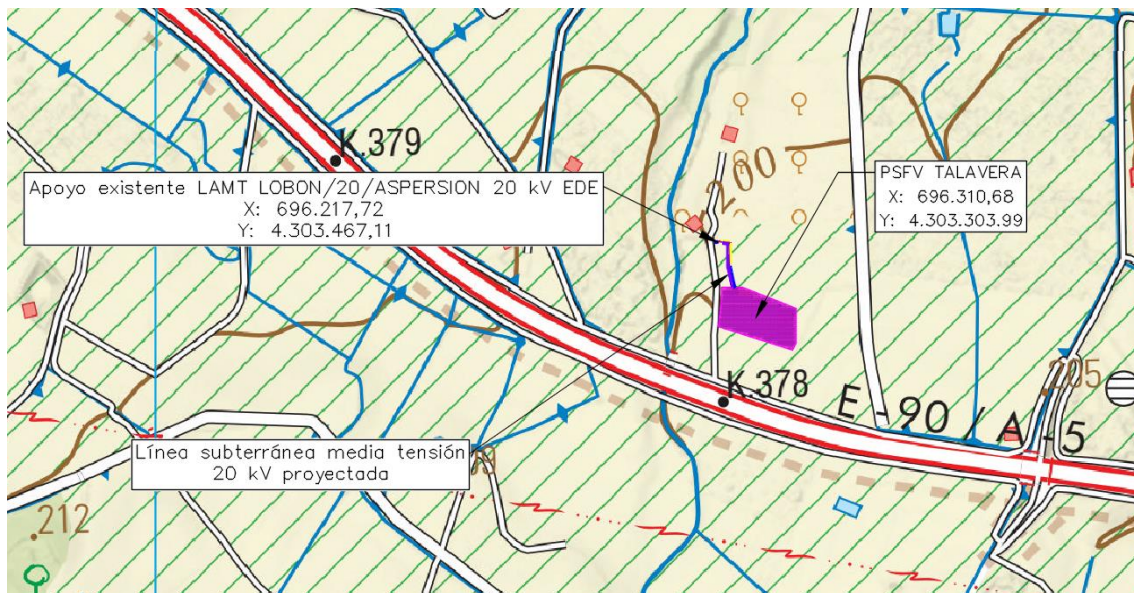 K.379
Apoyo existente LAMT LOBON/20/ASPERSION 20 kV EDE
X: 696.217,72
Y: 4.303.467,11
200
PSFV TALAVERA
X: 696.310,68
Y: 4.303.303.99
K.378
E-90 / A-5
205
Línea subterránea media tensión
20 kV proyectada
212